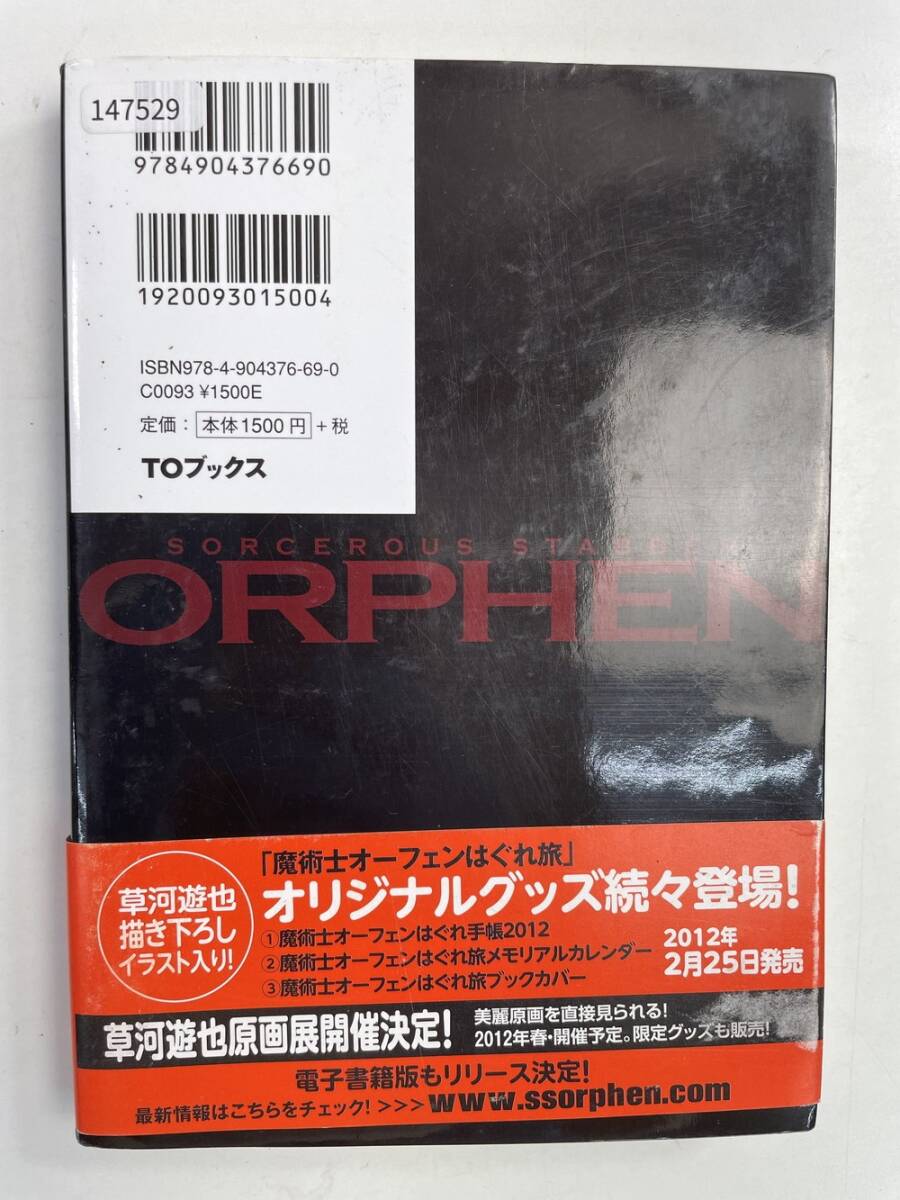 147529
9784904376690
1920093015004
ISBN978-4-904376-69-0
C0093 ¥1500E
定価： 本体1500円 +税
TOブックス
SORCEROUS STABBER
ORPHEN
草河遊也
描き下ろし
イラスト入り!
「魔術士オーフェンはぐれ旅」
オリジナルグッズ続々登場!
①魔術士オーフェンはぐれ手帳2012
②魔術士オーフェンはぐれ旅メモリアルカレンダー
③魔術士オーフェンはぐれ旅ブックカバー
2012年
2月25日発売
草河遊也原画展開催決定!
美麗原画を直接見られる!
2012年春・開催予定。限定グッズも販売!
電子書籍版もリリース決定!
最新情報はこちらをチェック! >>> www.ssorphen.com